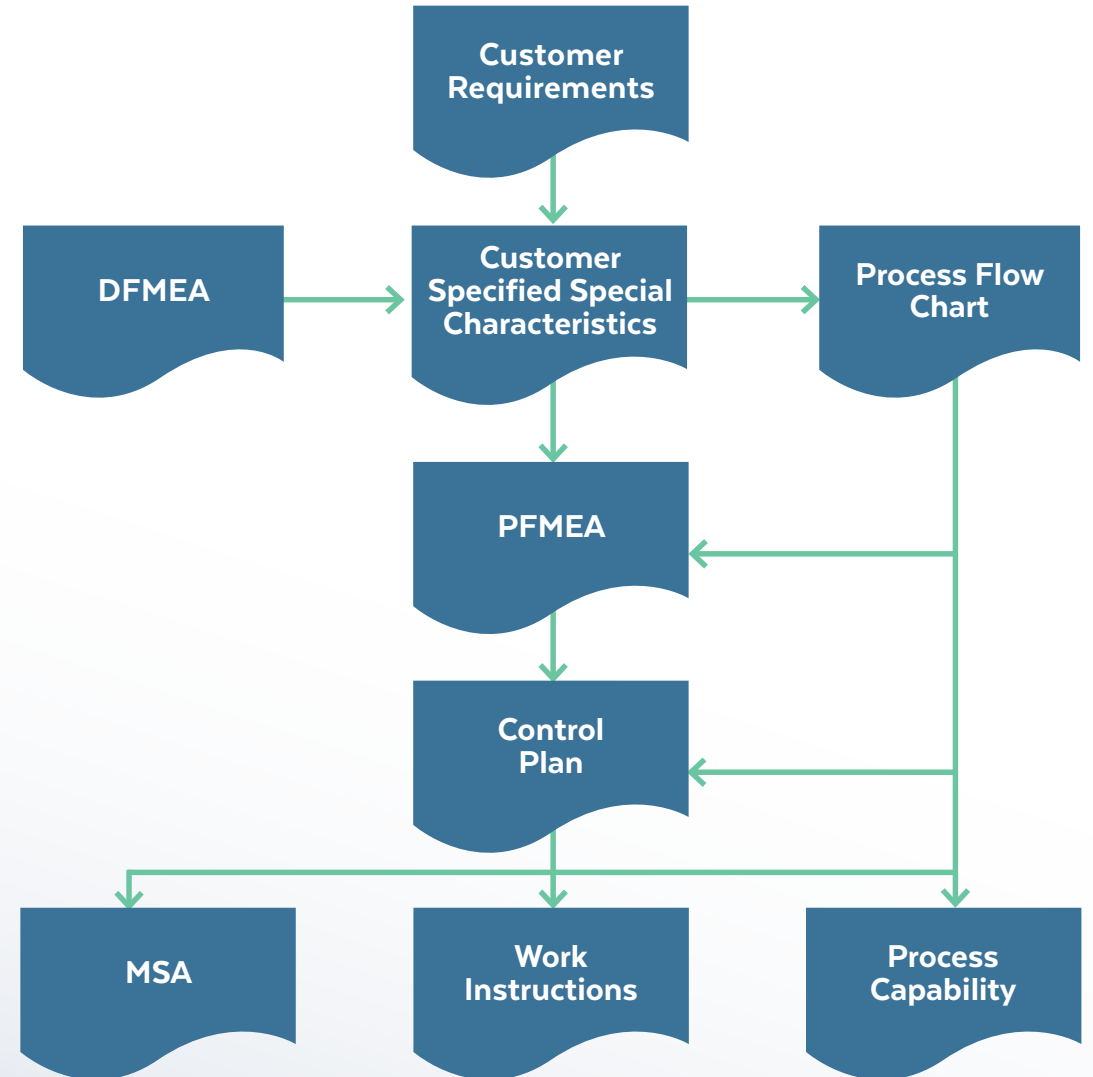 Customer
Requirements
DFMEA
Customer
Specified Special
Characteristics
Process Flow
Chart
PFMEA
Control
Plan
MSA
Work
Instructions
Process
Capability